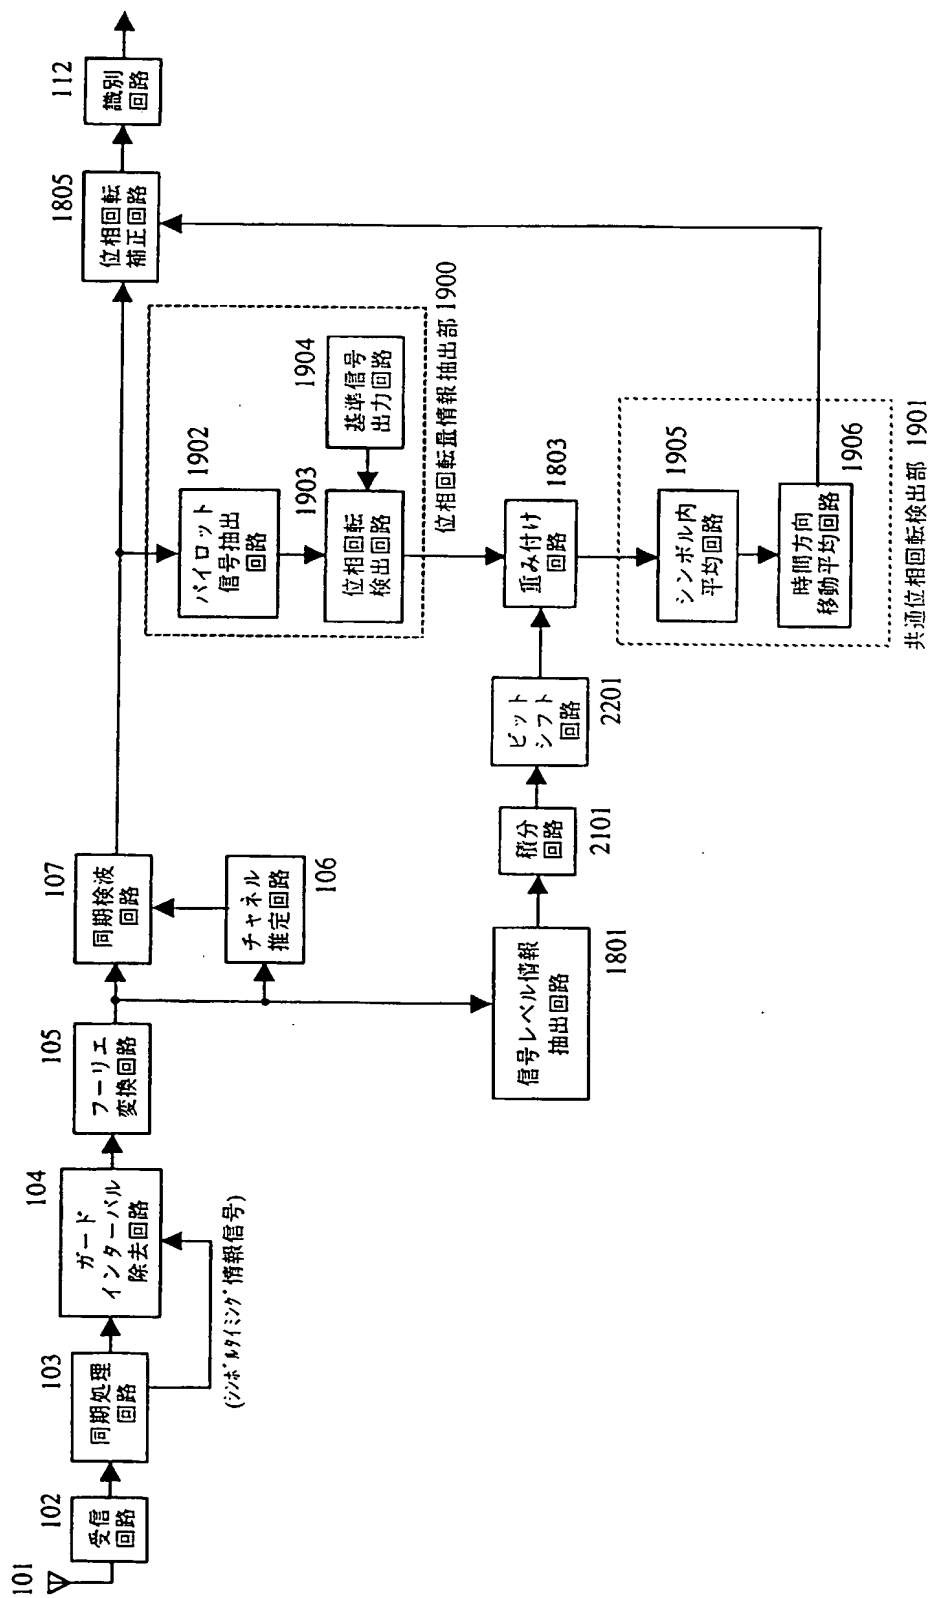 101
102
受信
回路
103
同期処理
回路
(シンボルタイミング情報信号)
104
ガード
インターバル
除去回路
105
フーリエ
変換回路
107
同期検波
回路
チャネル
推定回路
106
1805
位相回転
補正回路
112
識別
回路
パイロット
信号抽出
回路
1902
位相回転
検出回路
1903
基準信号
出力回路
1904
位相回転量情報抽出部 1900
信号レベル情報
抽出回路
1801
積分
回路
2101
ビット
シフト
回路
2201
重み付け
回路
1803
シンボル内
平均回路
1905
時間方向
移動平均回路
1906
共通位相回転検出部 1901